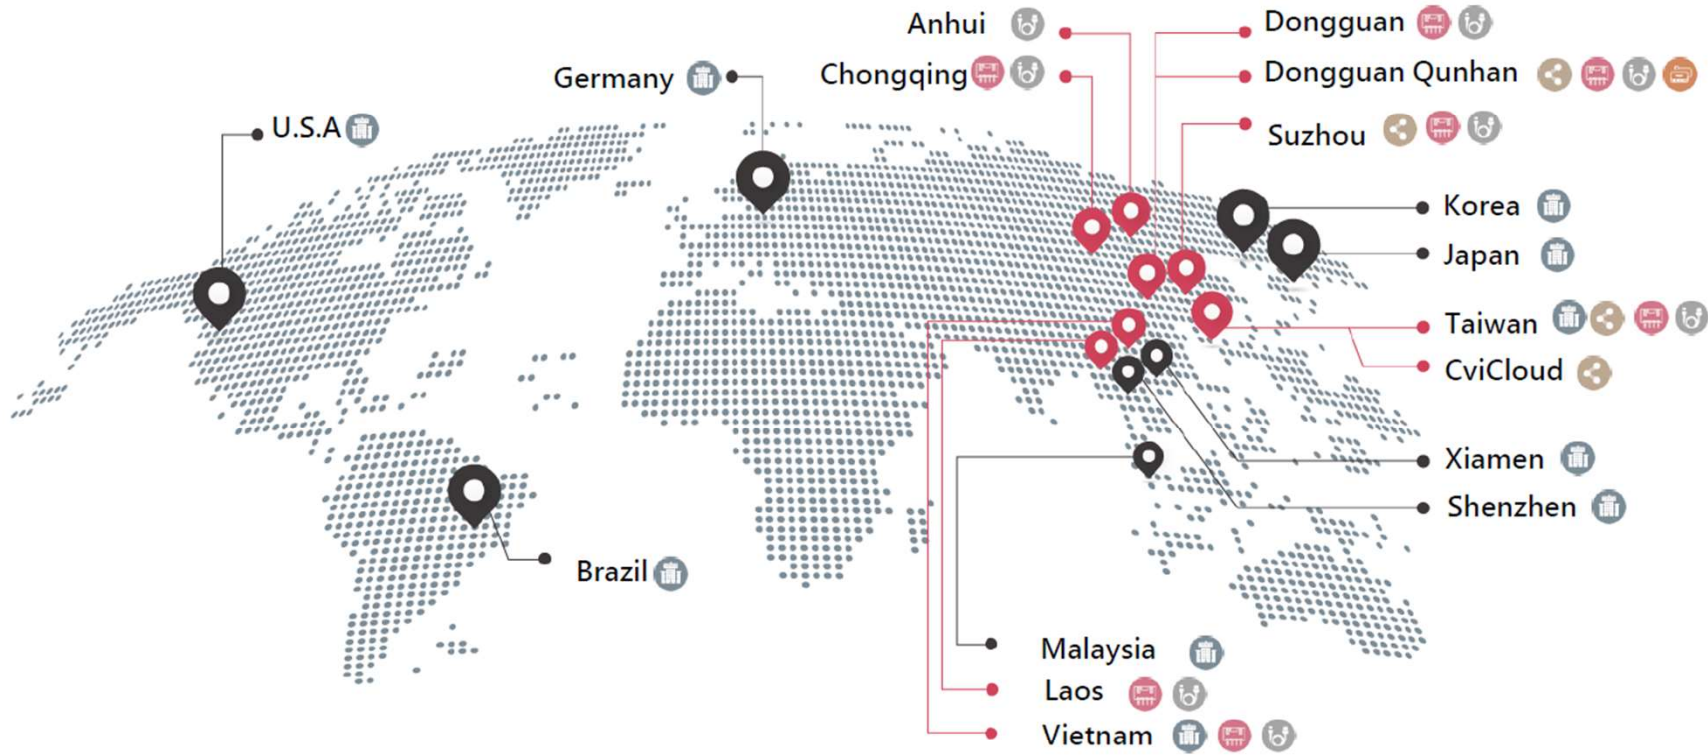 Anhui
Dongguan
Germany
Chongqing
Dongguan Qunhan
U.S.A
Suzhou
Korea
Japan
Taiwan
CviCloud
Xiamen
Shenzhen
Brazil
Malaysia
Laos
Vietnam